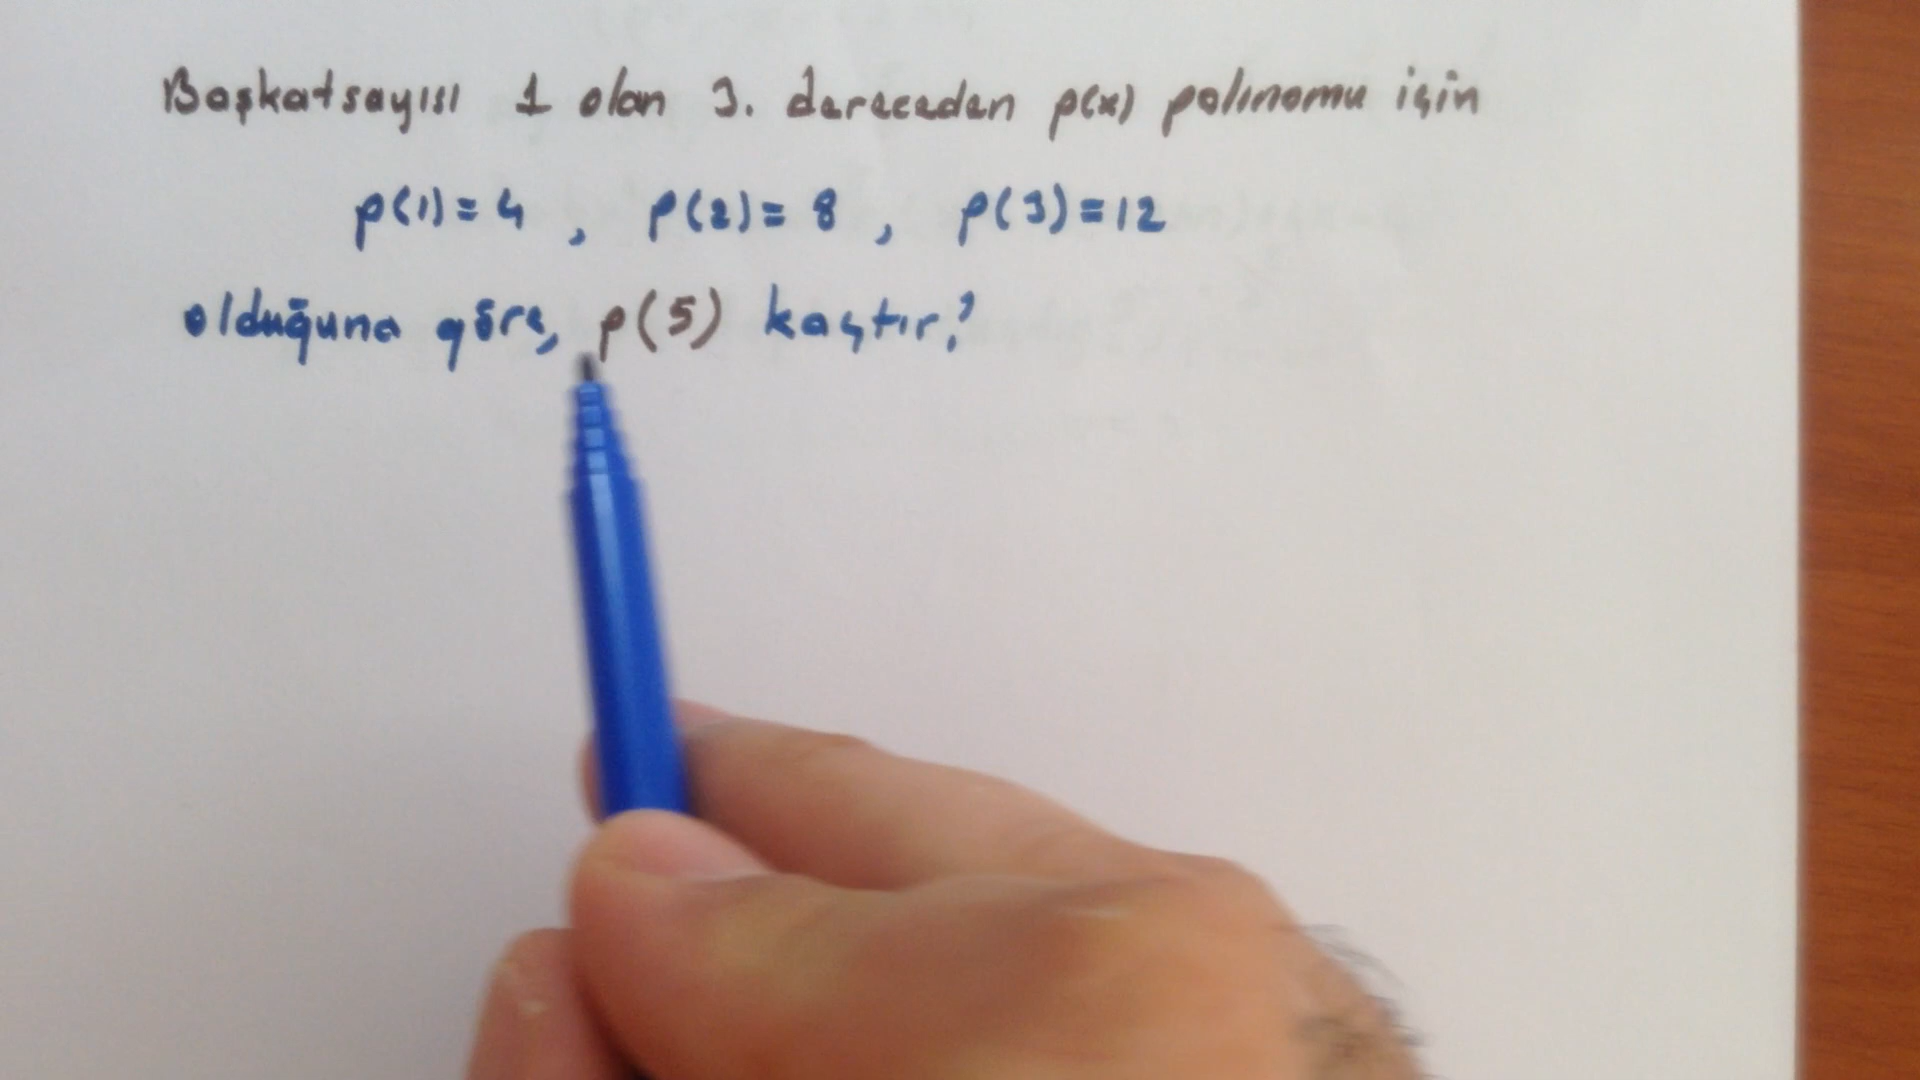 Başkatsayısı 1 olan 3. dereceden p(x) polinomu için
p(1)=4 , p(2)=8 , p(3)=12
olduğuna göre, p(5) kaçtır?